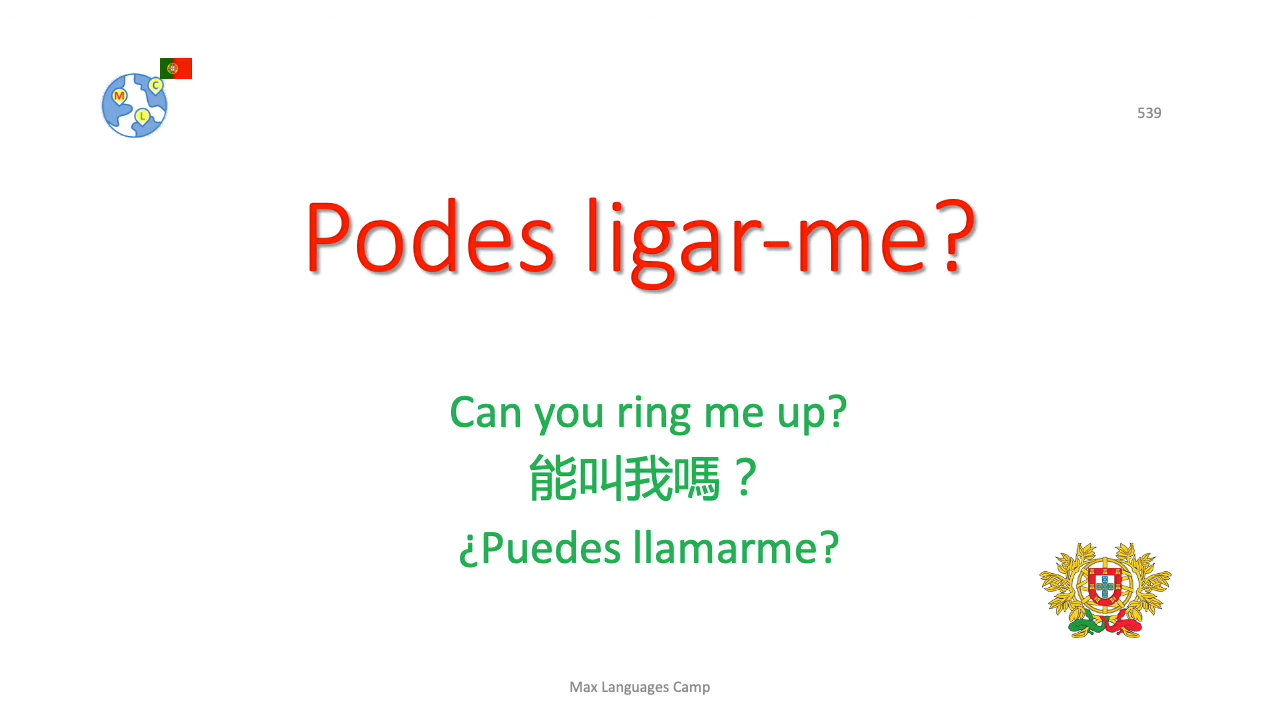 M
C
L
539
Podes ligar-me?
Can you ring me up?
能叫我嗎？
¿Puedes llamarme?
Max Languages Camp